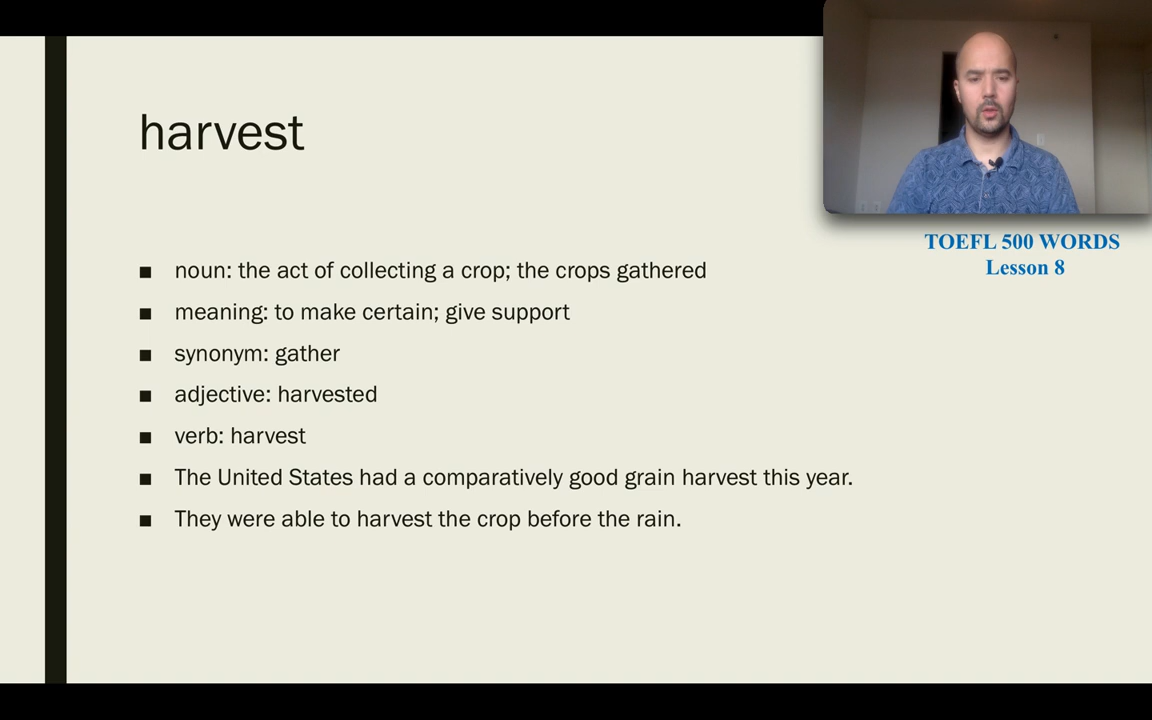 harvest
TOEFL 500 WORDS
Lesson 8
■ noun: the act of collecting a crop; the crops gathered
■ meaning: to make certain; give support
■ synonym: gather
■ adjective: harvested
■ verb: harvest
■ The United States had a comparatively good grain harvest this year.
■ They were able to harvest the crop before the rain.